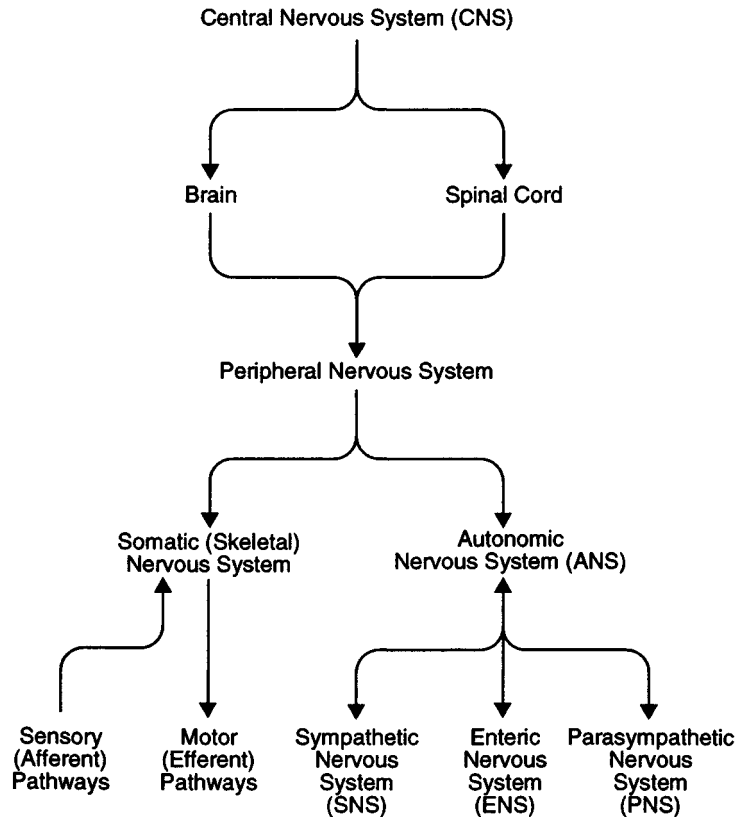 Central Nervous System (CNS)
Brain
Spinal Cord
Peripheral Nervous System
Somatic (Skeletal)
Nervous System
Autonomic
Nervous System (ANS)
Sensory
(Afferent)
Pathways
Motor
(Efferent)
Pathways
Sympathetic
Nervous
System
(SNS)
Enteric
Nervous
System
(ENS)
Parasympathetic
Nervous
System
(PNS)